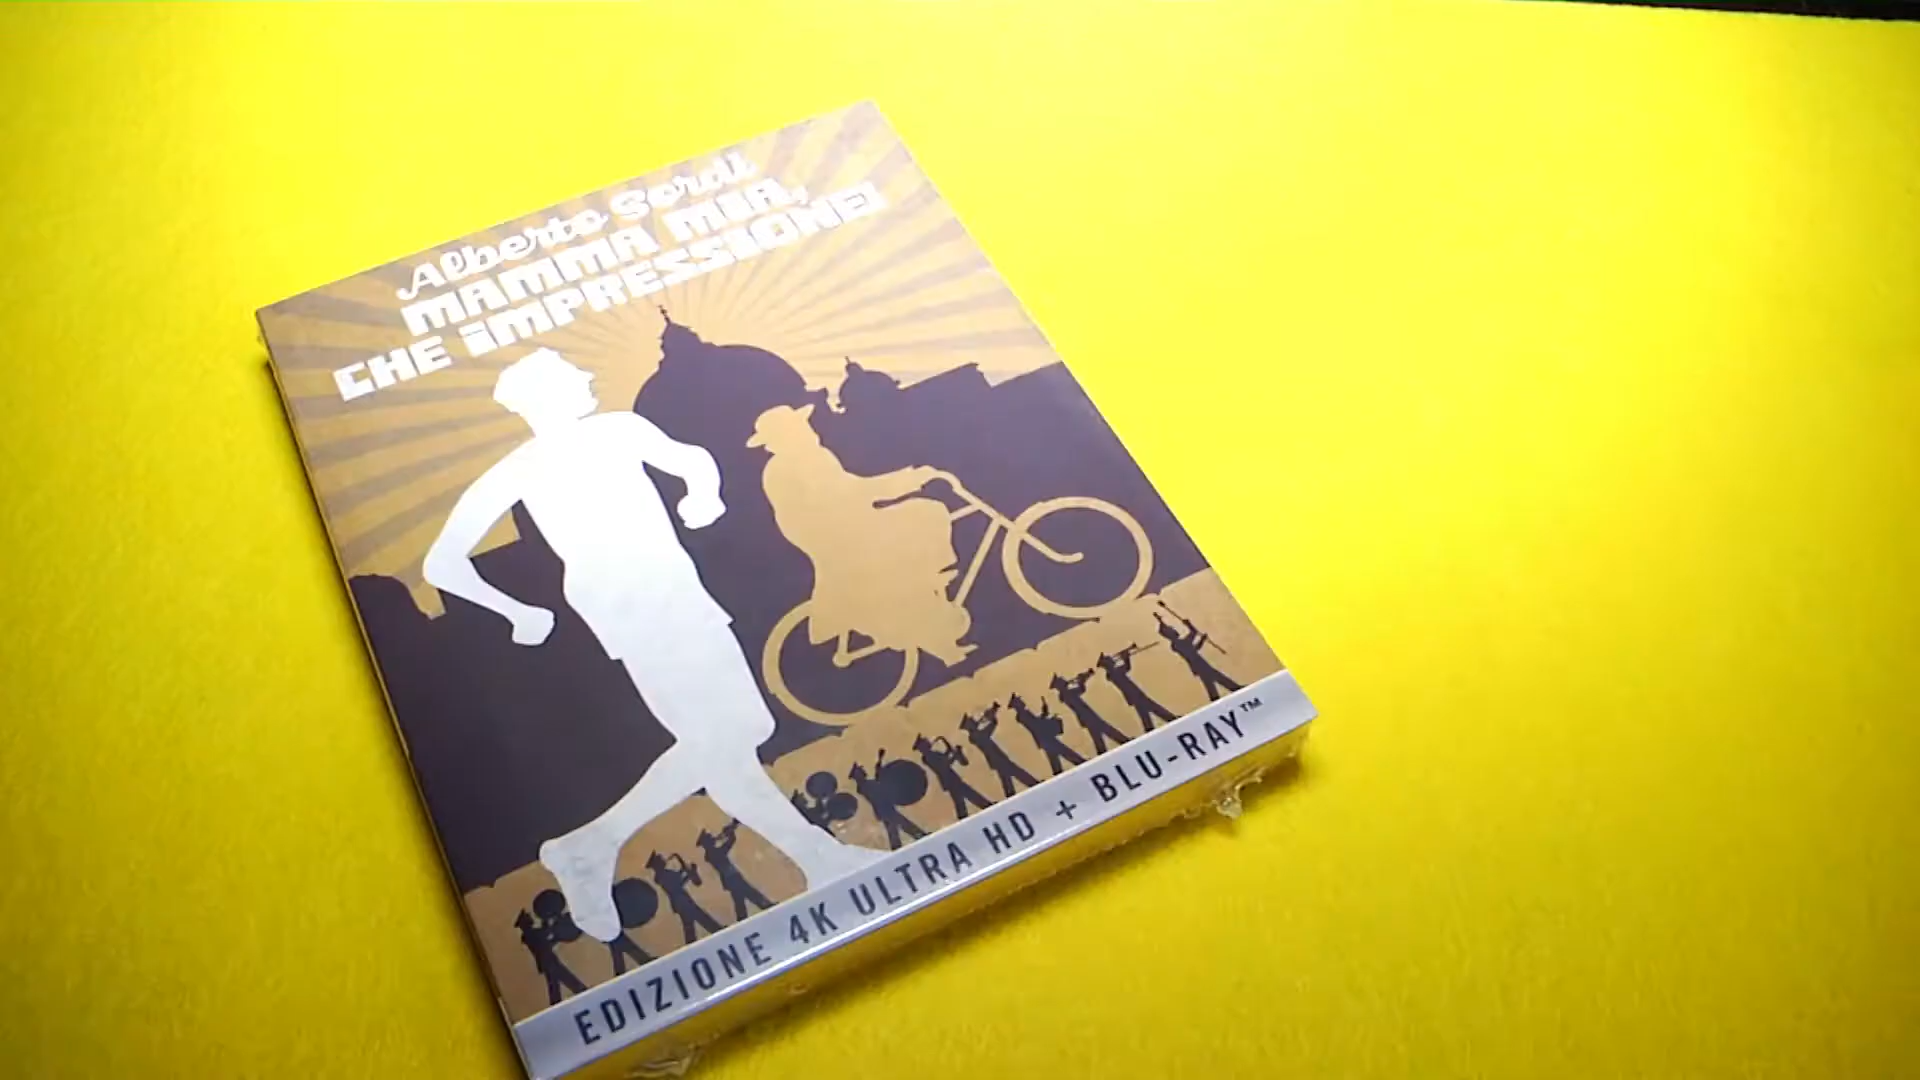 Alberto Sordi
MAMMA MIA,
CHE IMPRESSIONE!
EDIZIONE 4K ULTRA HD + BLU-RAY™